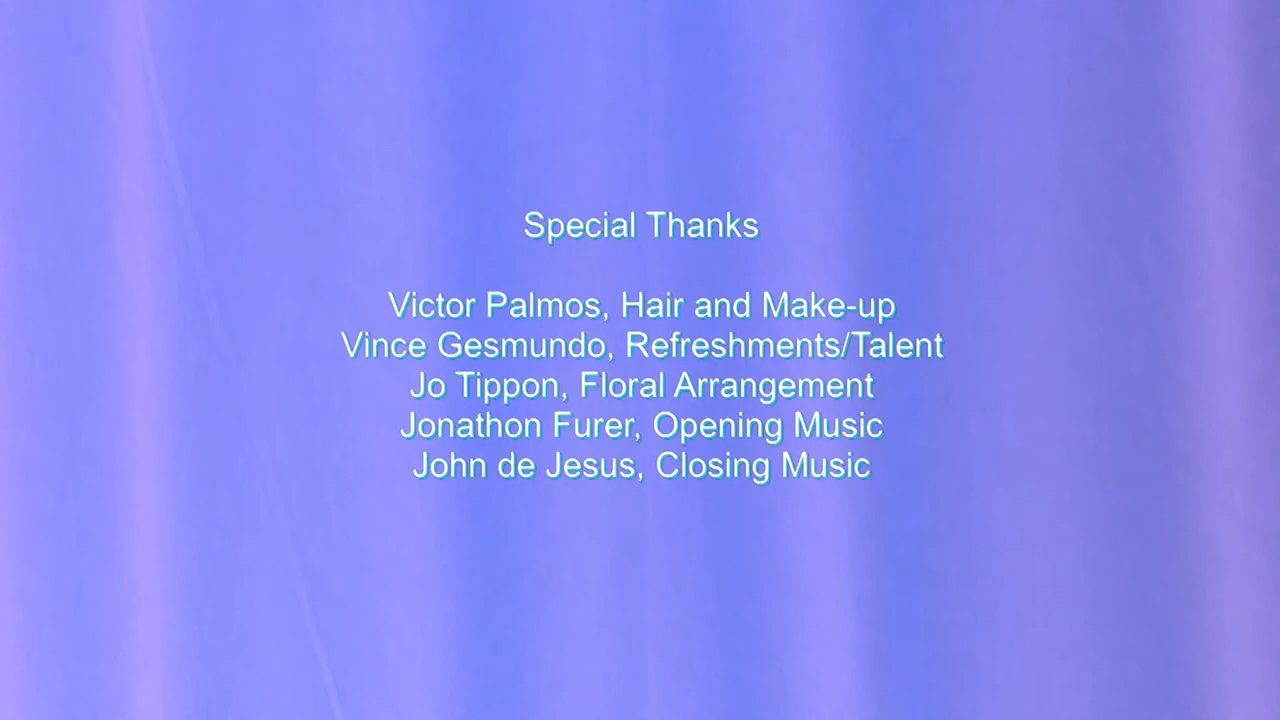 Special Thanks
Victor Palmos, Hair and Make-up
Vince Gesmundo, Refreshments/Talent
Jo Tippon, Floral Arrangement
Jonathon Furer, Opening Music
John de Jesus, Closing Music